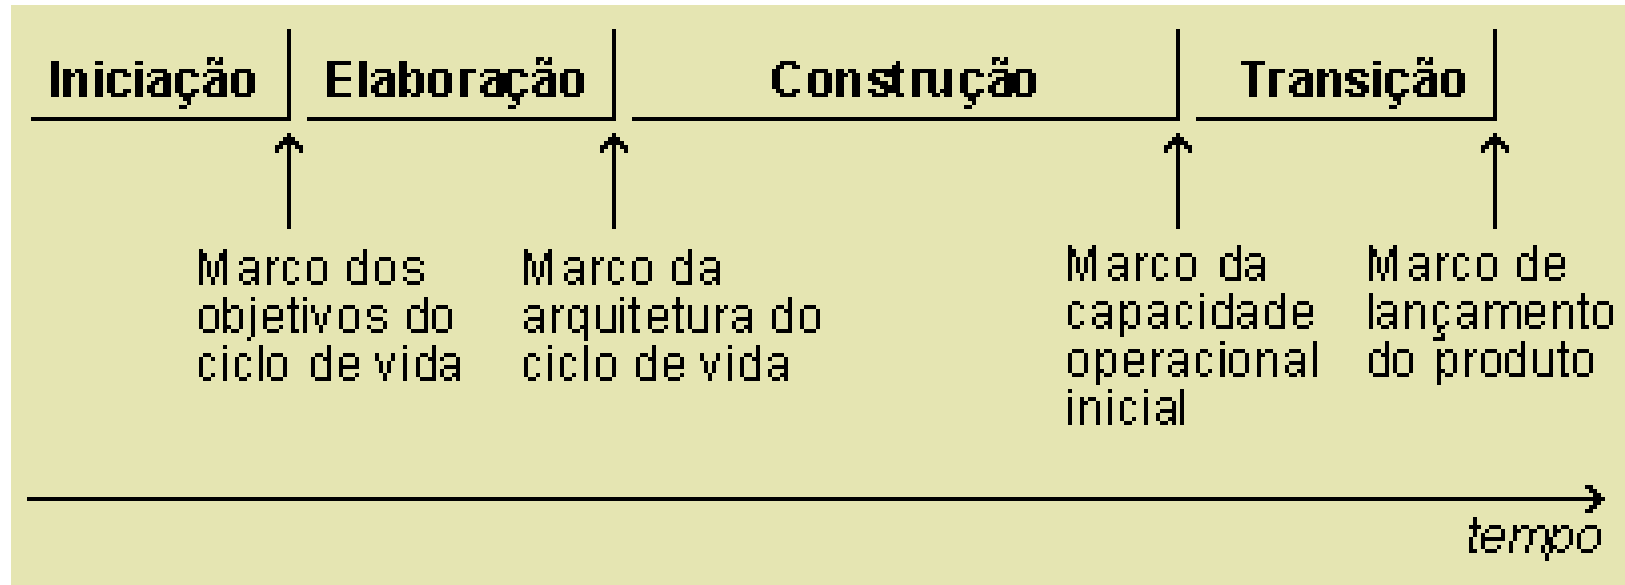 Iniciação Elaboração Construção Transição
Marco dos
objetivos do
ciclo de vida
Marco da
arquitetura do
ciclo de vida
Marco da
capacidade
operacional
inicial
Marco de
lançamento
do produto
tempo